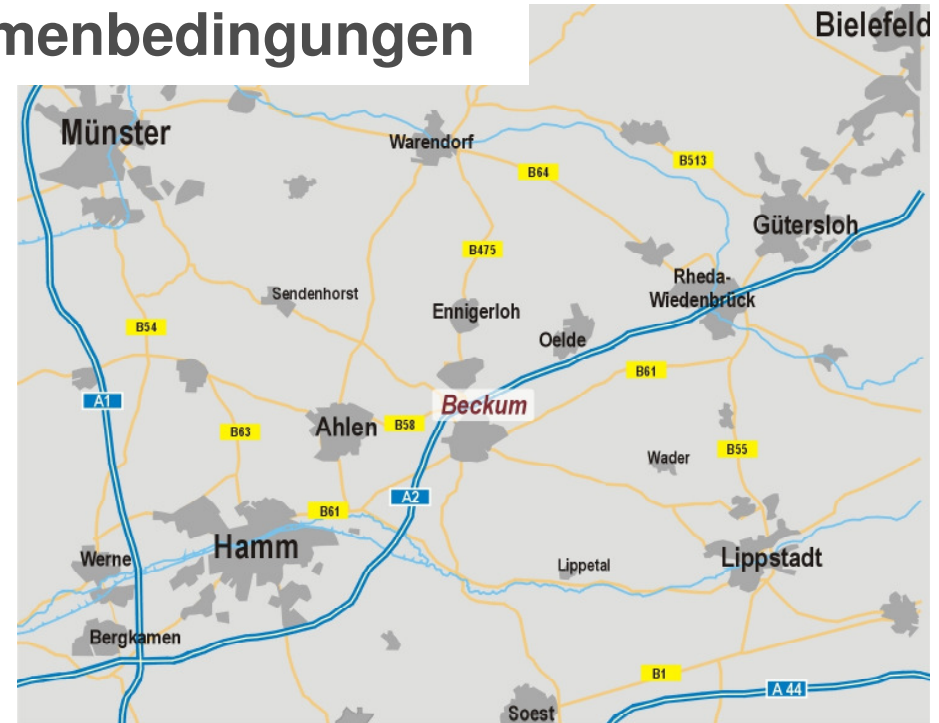 menbedingungen
Bielefeld
Münster
Warendorf
B513
B64
Gütersloh
B475
Rheda-
Wiedenbrück
Sendenhorst
Ennigerloh
B54
Oelde
B61
A1
Beckum
Ahlen
B58
B63
B55
Wader
A2
B61
Hamm
Werne
Lippetal
Lippstadt
Bergkamen
B1
A 44
Soest